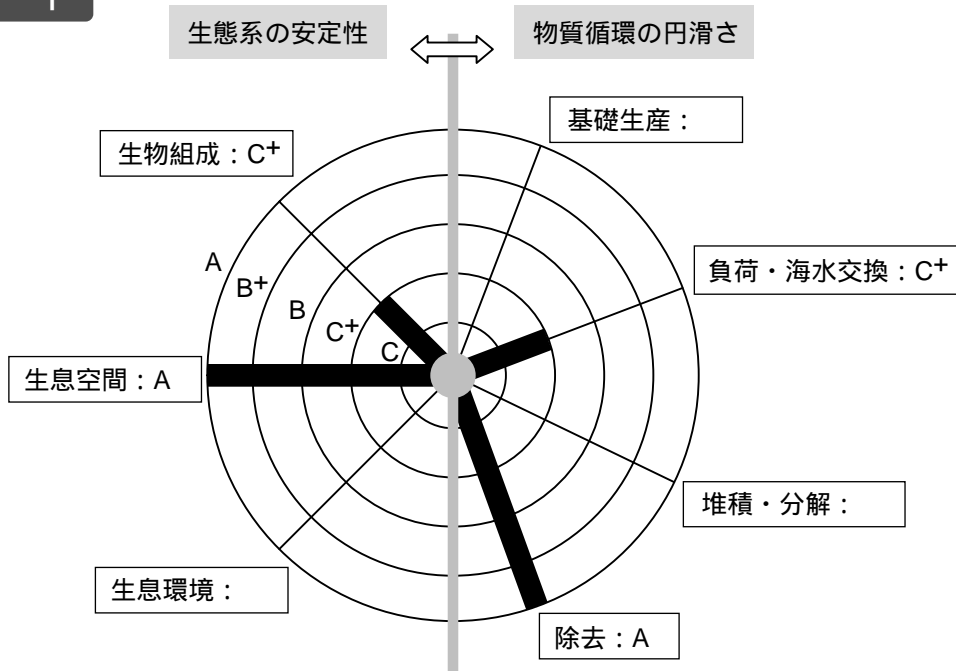 生態系の安定性
物質循環の円滑さ
基礎生産：
生物組成：C+
負荷・海水交換：C+
A
B+
B
C+
C
生息空間：A
堆積・分解：
生息環境：
除去：A